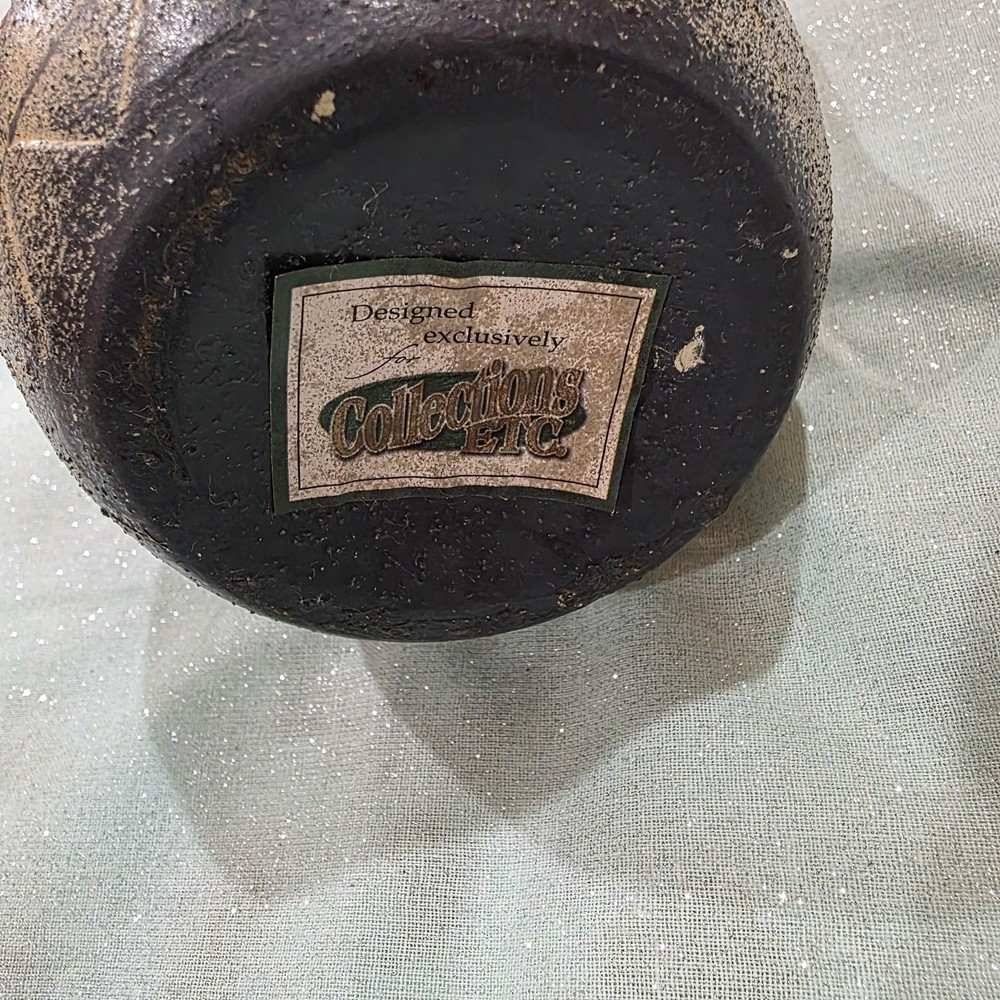 Designed
exclusively
for
Collections
ETC.